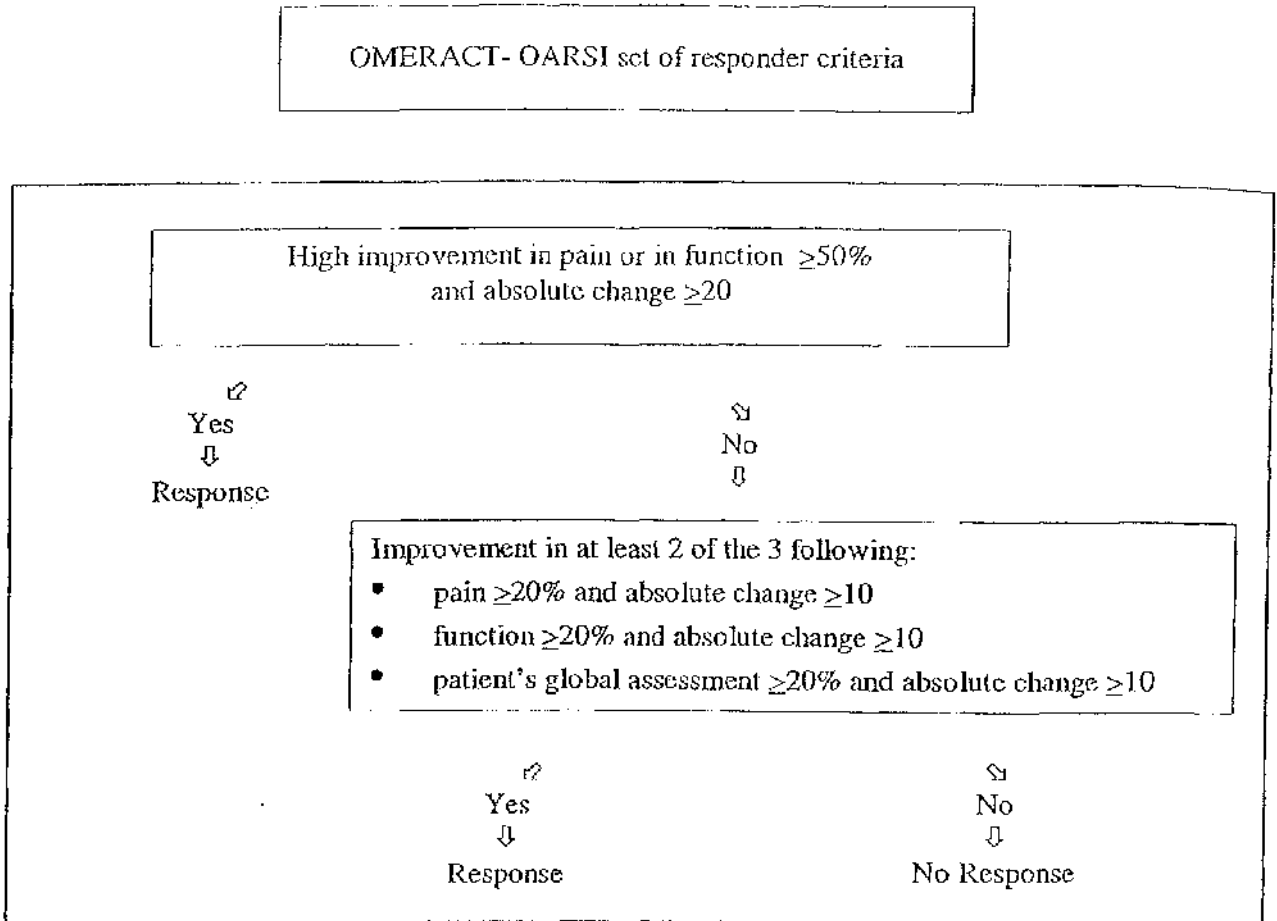 OMERACT- OARSI set of responder criteria
High improvement in pain or in function ≥50%
and absolute change ≥20
Yes
No
Response
Improvement in at least 2 of the 3 following:
• pain ≥20% and absolute change ≥10
• function ≥20% and absolute change ≥10
• patient's global assessment ≥20% and absolute change ≥10
Yes
No
Response
No Response